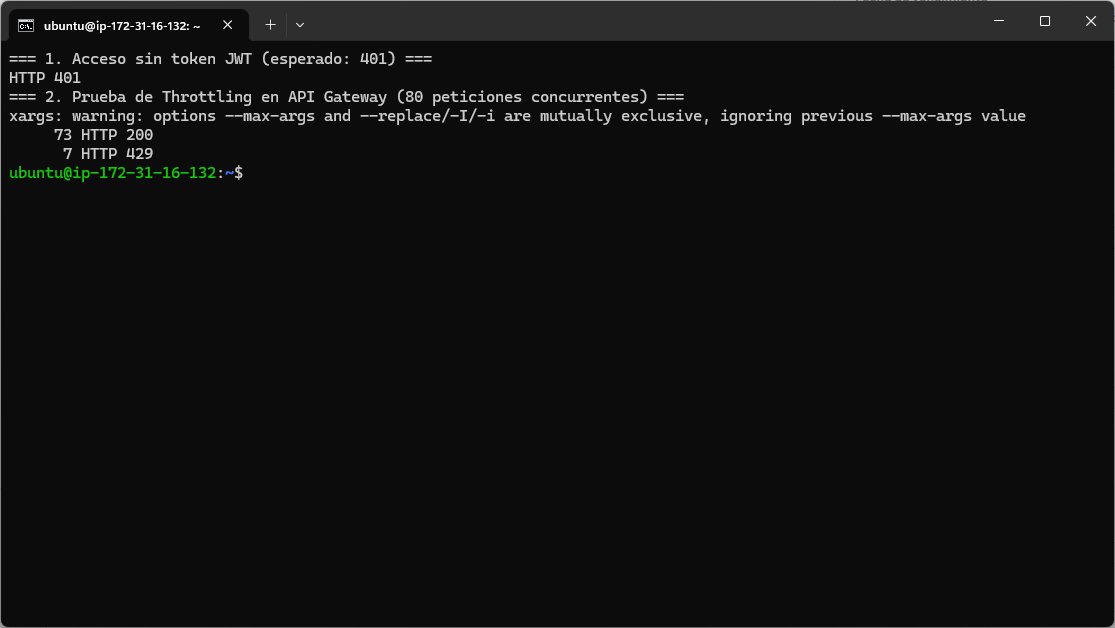 ubuntu@ip-172-31-16-132: ~
=== 1. Acceso sin token JWT (esperado: 401) ===
HTTP 401
=== 2. Prueba de Throttling en API Gateway (80 peticiones concurrentes) ===
xargs: warning: options --max-args and --replace/-I/-i are mutually exclusive, ignoring previous --max-args value
     73 HTTP 200
      7 HTTP 429
ubuntu@ip-172-31-16-132:~$